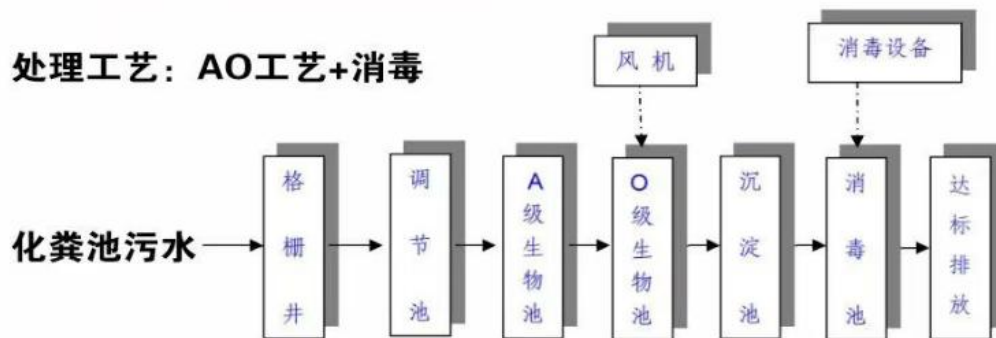 处理工艺：AO工艺+消毒
风机
消毒设备
化粪池污水
格栅井
调节池
A级生物池
O级生物池
沉淀池
消毒池
达标排放